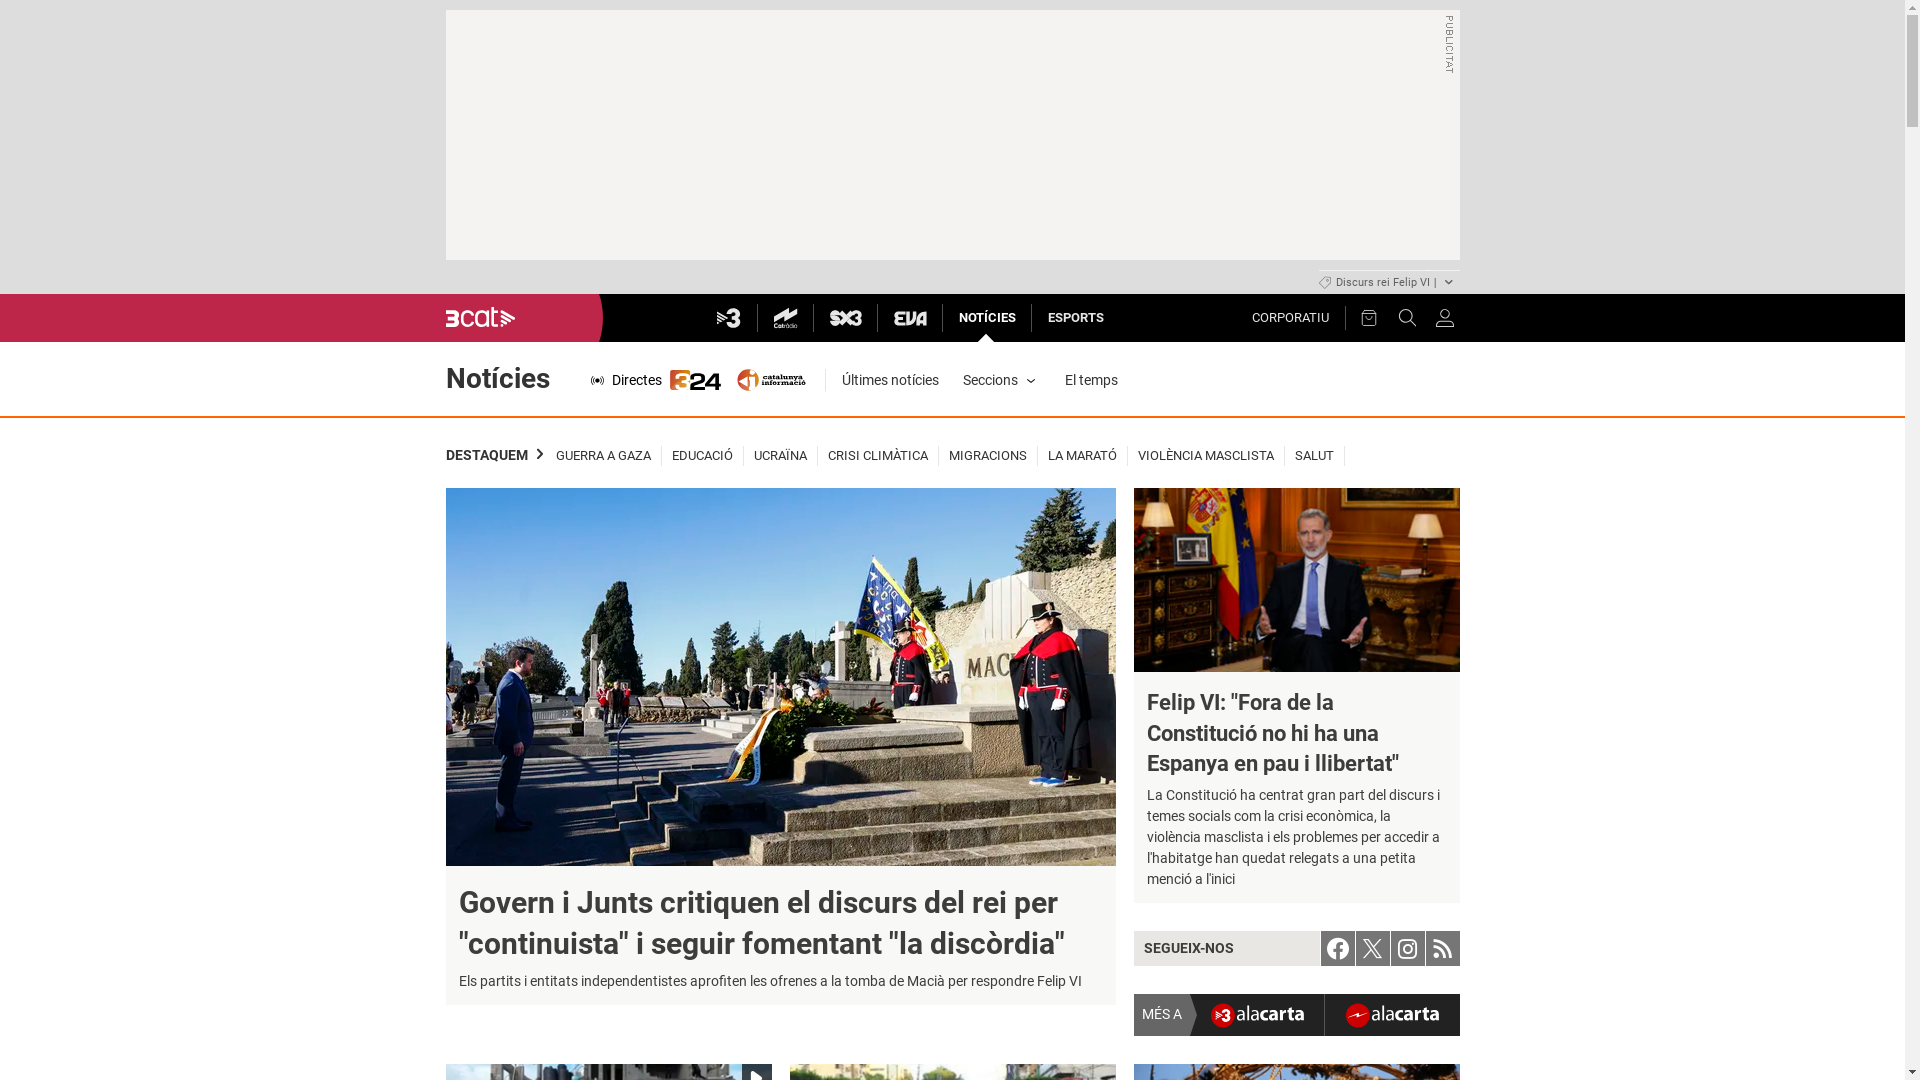 PUBLICITAT
Discurs rei Felip VI |
3cat
3
Catràdio
SX3
EVA
NOTÍCIES
ESPORTS
CORPORATIU
Notícies
Directes
324
catalunya
informació
Últimes notícies
Seccions
El temps
DESTAQUEM
GUERRA A GAZA
EDUCACIÓ
UCRAÏNA
CRISI CLIMÀTICA
MIGRACIONS
LA MARATÓ
VIOLÈNCIA MASCLISTA
SALUT
MAC
Govern i Junts critiquen el discurs del rei per
"continuista" i seguir fomentant "la discòrdia"
Els partits i entitats independentistes aprofiten les ofrenes a la tomba de Macià per respondre Felip VI
Felip VI: "Fora de la
Constitució no hi ha una
Espanya en pau i llibertat"
La Constitució ha centrat gran part del discurs i
temes socials com la crisi econòmica, la
violència masclista i els problemes per accedir a
l'habitatge han quedat relegats a una petita
menció a l'inici
SEGUEIX-NOS
MÉS A
3 alacarta
alacarta